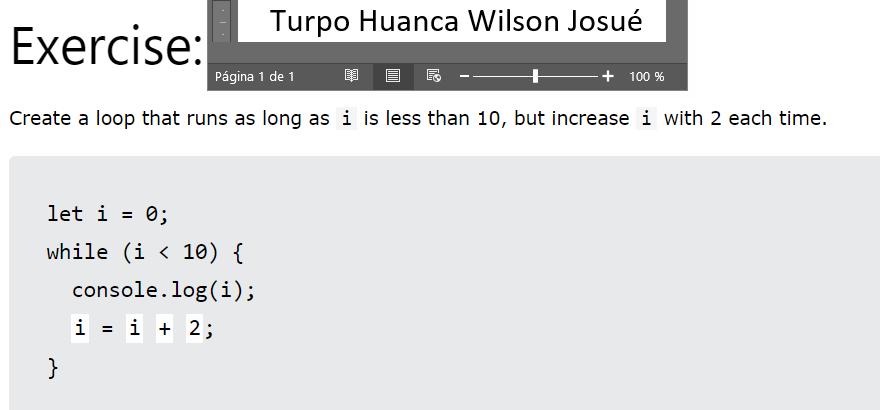 Turpo Huanca Wilson Josué
Exercise:
Página 1 de 1 100 %
Create a loop that runs as long as i is less than 10, but increase i with 2 each time.
let i = 0;
while (i < 10) {
  console.log(i);
  i = i + 2;
}